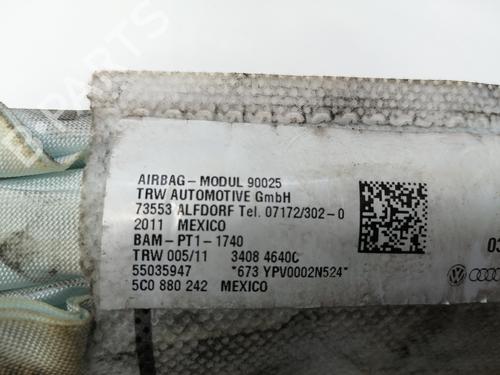 AIRBAG-MODUL 90025
TRW AUTOMOTIVE GmbH
73553 ALFDORF Tel. 07172/302-0
2011 MEXICO
BAM-PT1-1740
TRW 005/11 3408 4640C
55035947 *673 YPV0002N524*
5C0 880 242 MEXICO
03